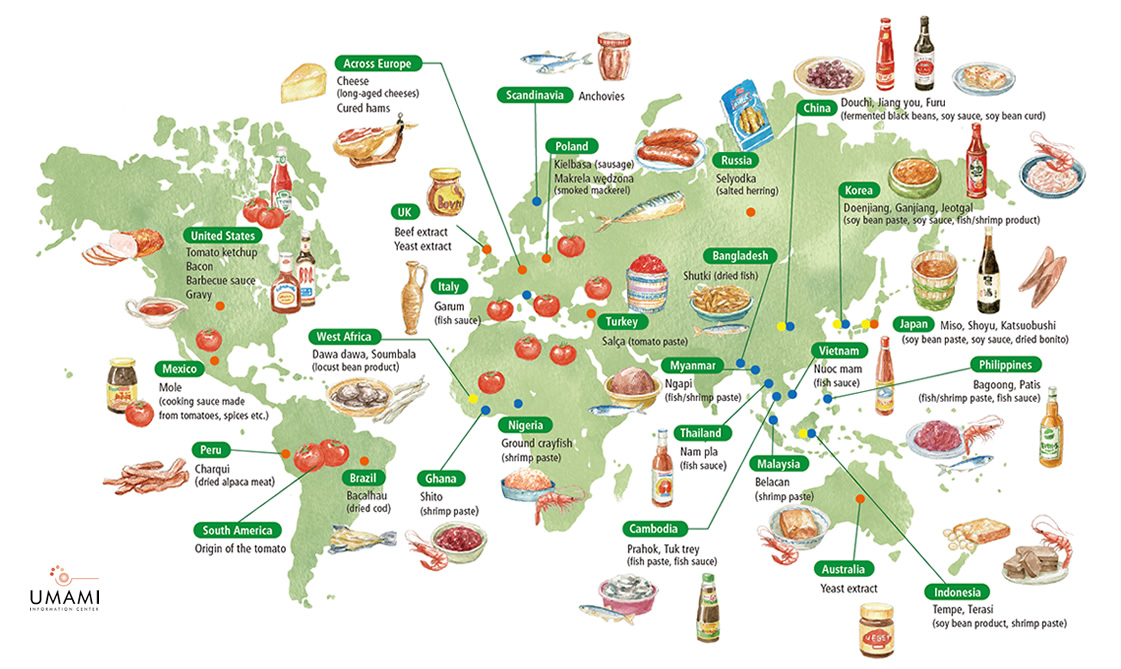 Across Europe
Cheese
(long-aged cheeses)
Cured hams
Scandinavia
Anchovies
Poland
Kielbasa (sausage)
Makrela wędzona
(smoked mackerel)
Russia
Selyodka
(salted herring)
China
Douchi, Jiang you, Furu
(fermented black beans, soy sauce, soy bean curd)
Korea
Doenjiang, Ganjiang, Jeotgal
(soy bean paste, soy sauce, fish/shrimp product)
UK
Beef extract
Yeast extract
United States
Tomato ketchup
Bacon
Barbecue sauce
Gravy
Italy
Garum
(fish sauce)
Bangladesh
Shutki (dried fish)
Turkey
Salça (tomato paste)
Japan
Miso, Shoyu, Katsuobushi
(soy bean paste, soy sauce, dried bonito)
West Africa
Dawa dawa, Soumbala
(locust bean product)
Mexico
Mole
(cooking sauce made
from tomatoes, spices etc.)
Myanmar
Ngapi
(fish/shrimp paste)
Vietnam
Nuoc mam
(fish sauce)
Philippines
Bagoong, Patis
(fish/shrimp paste, fish sauce)
Nigeria
Ground crayfish
(shrimp paste)
Thailand
Nam pla
(fish sauce)
Peru
Charqui
(dried alpaca meat)
Brazil
Bacalhau
(dried cod)
Ghana
Shito
(shrimp paste)
Malaysia
Belacan
(shrimp paste)
South America
Origin of the tomato
Cambodia
Prahok, Tuk trey
(fish paste, fish sauce)
Australia
Yeast extract
Indonesia
Tempe, Terasi
(soy bean product, shrimp paste)
UMAMI
INFORMATION CENTER